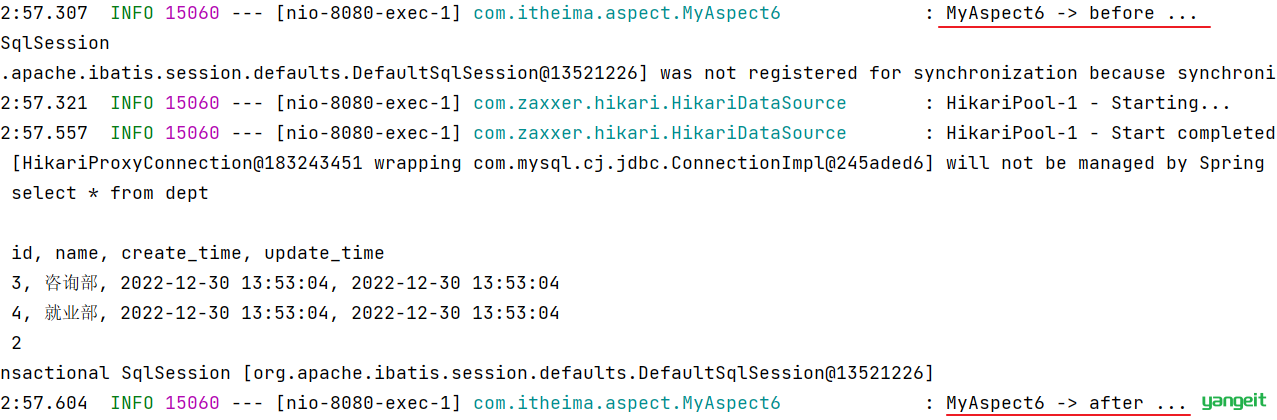 2:57.307  INFO 15060 --- [nio-8080-exec-1] com.itheima.aspect.MyAspect6             : MyAspect6 -> before ...
SqlSession
.apache.ibatis.session.defaults.DefaultSqlSession@13521226] was not registered for synchronization because synchroni
2:57.321  INFO 15060 --- [nio-8080-exec-1] com.zaxxer.hikari.HikariDataSource       : HikariPool-1 - Starting...
2:57.557  INFO 15060 --- [nio-8080-exec-1] com.zaxxer.hikari.HikariDataSource       : HikariPool-1 - Start completed
[HikariProxyConnection@183243451 wrapping com.mysql.cj.jdbc.ConnectionImpl@245aded6] will not be managed by Spring
select * from dept
id, name, create_time, update_time
3, 咨询部, 2022-12-30 13:53:04, 2022-12-30 13:53:04
4, 就业部, 2022-12-30 13:53:04, 2022-12-30 13:53:04
2
nsactional SqlSession [org.apache.ibatis.session.defaults.DefaultSqlSession@13521226]
2:57.604  INFO 15060 --- [nio-8080-exec-1] com.itheima.aspect.MyAspect6             : MyAspect6 -> after ...
yangeit